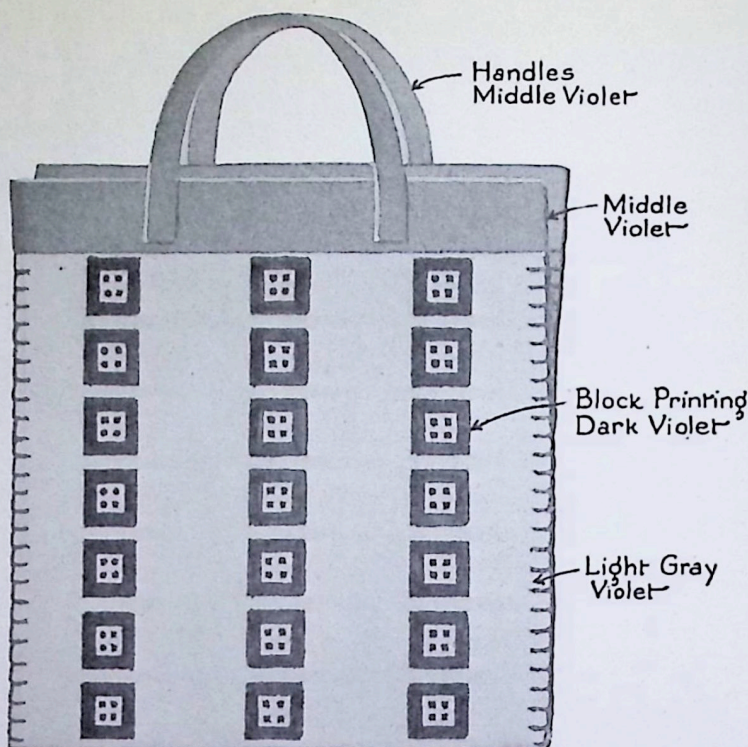 Handles
Middle Violet
Middle
Violet
Block Printing
Dark Violet
Light Gray
Violet